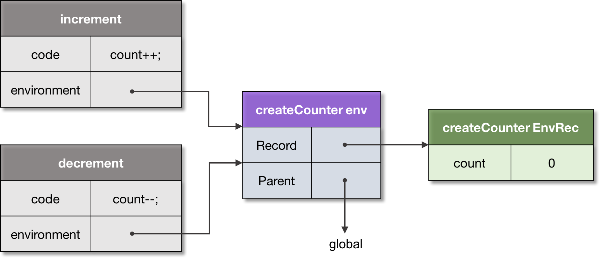 increment
code count++;
environment
decrement
code count--;
environment
createCounter env
Record
Parent
global
createCounter EnvRec
count 0